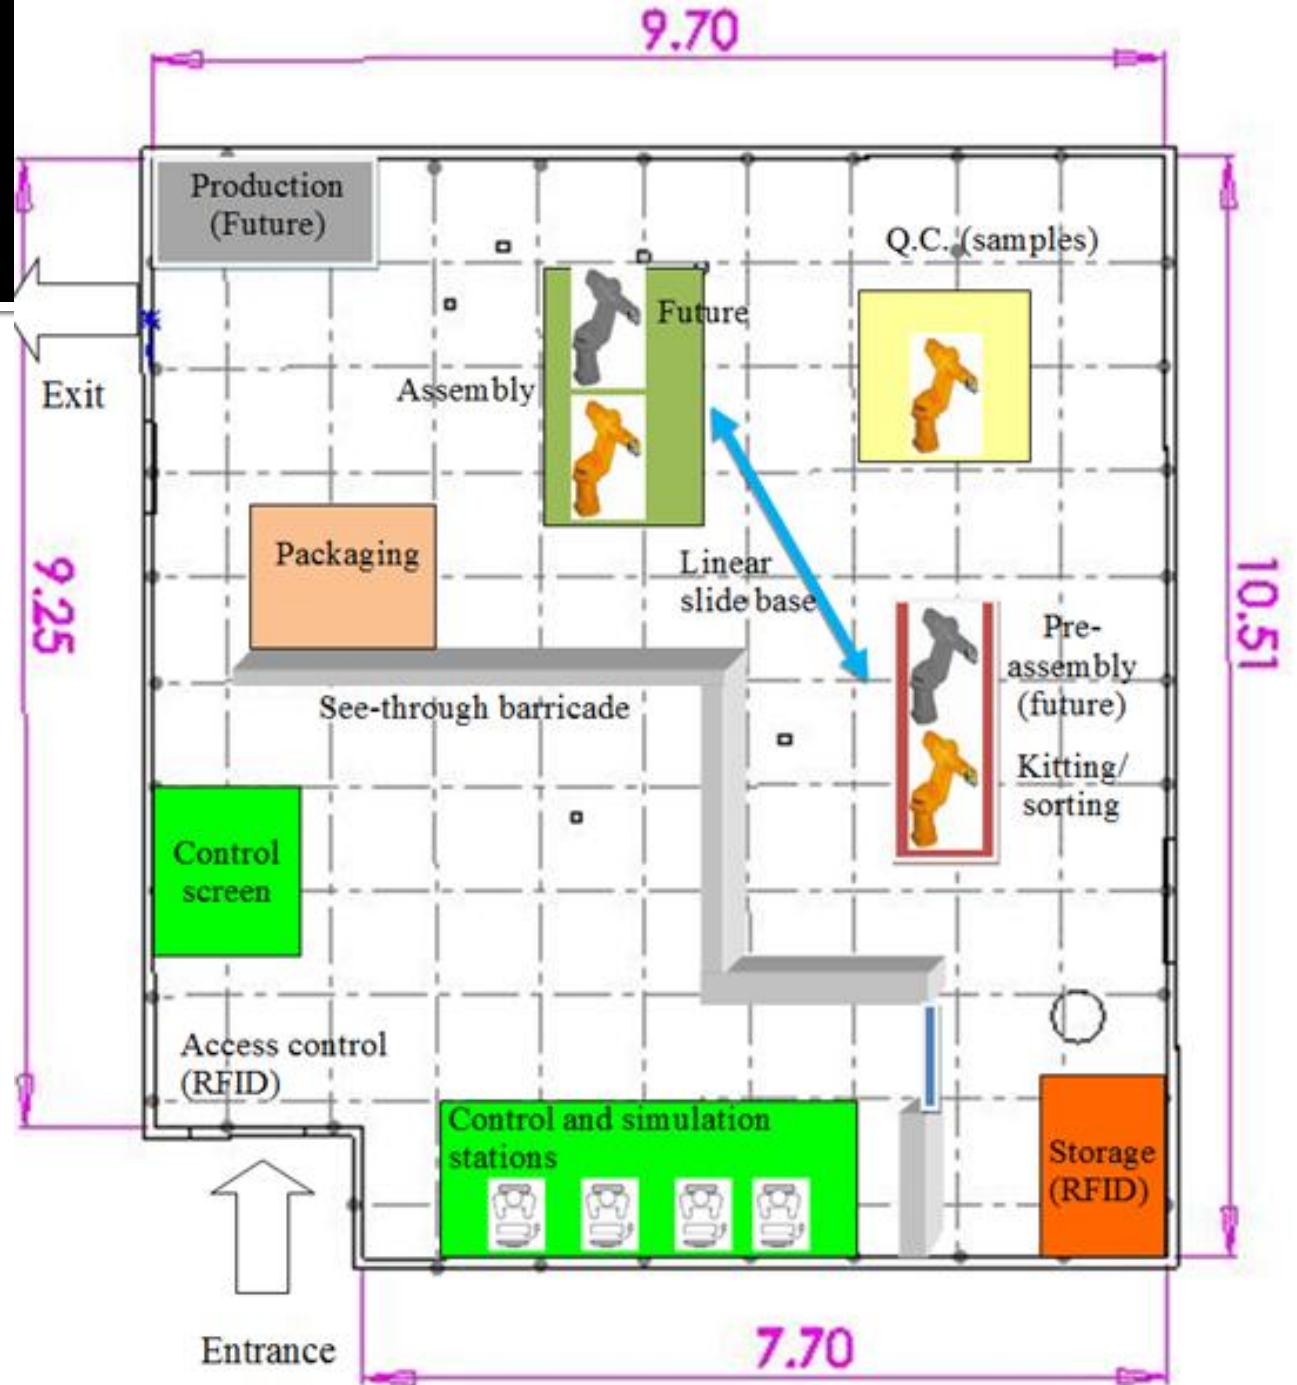 9.70
Production
(Future)
Q.C. (samples)
Future
Exit
Assembly
Packaging
Linear
slide base
9.25
10.51
Pre-
assembly
(future)
See-through barricade
Kitting/
sorting
Control
screen
Access control
(RFID)
Control and simulation
stations
Storage
(RFID)
Entrance
7.70